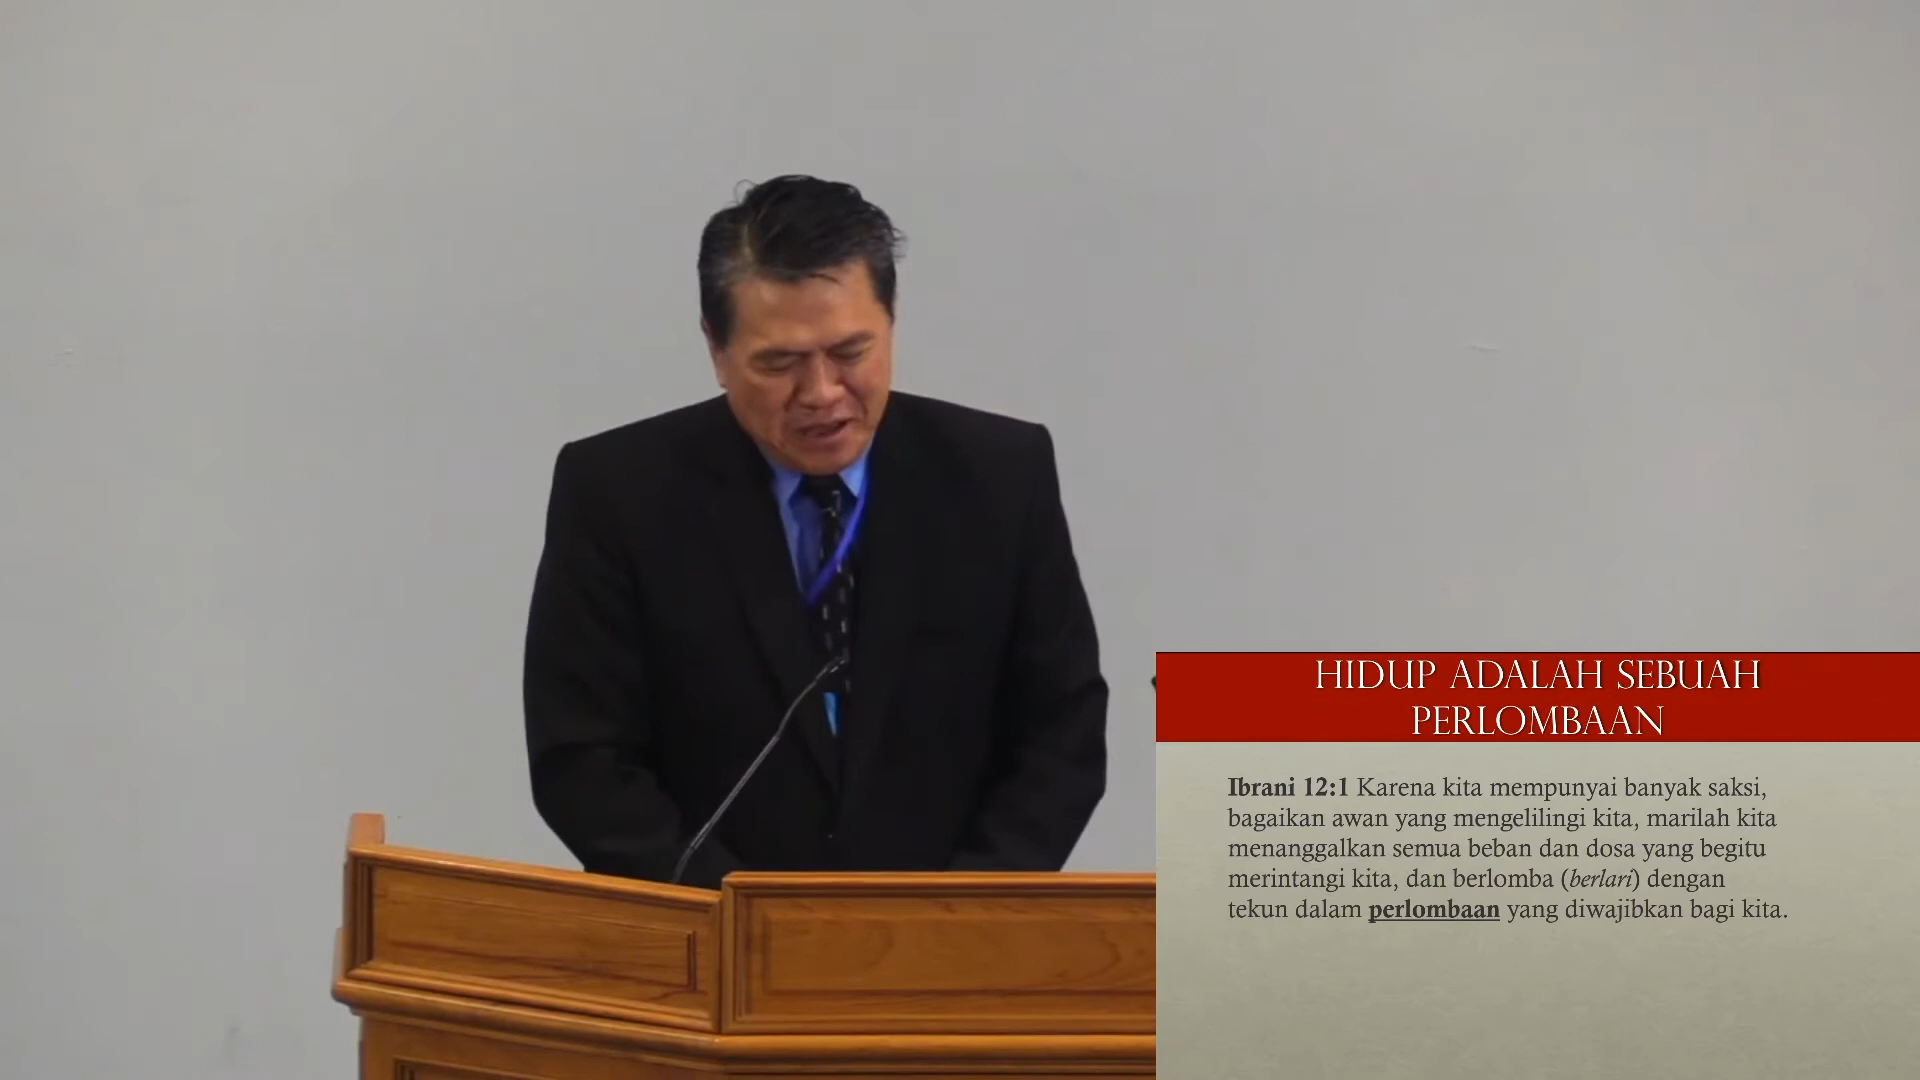 HIDUP ADALAH SEBUAH
PERLOMBAAN
Ibrani 12:1 Karena kita mempunyai banyak saksi,
bagaikan awan yang mengelilingi kita, marilah kita
menanggalkan semua beban dan dosa yang begitu
merintangi kita, dan berlomba (berlari) dengan
tekun dalam perlombaan yang diwajibkan bagi kita.